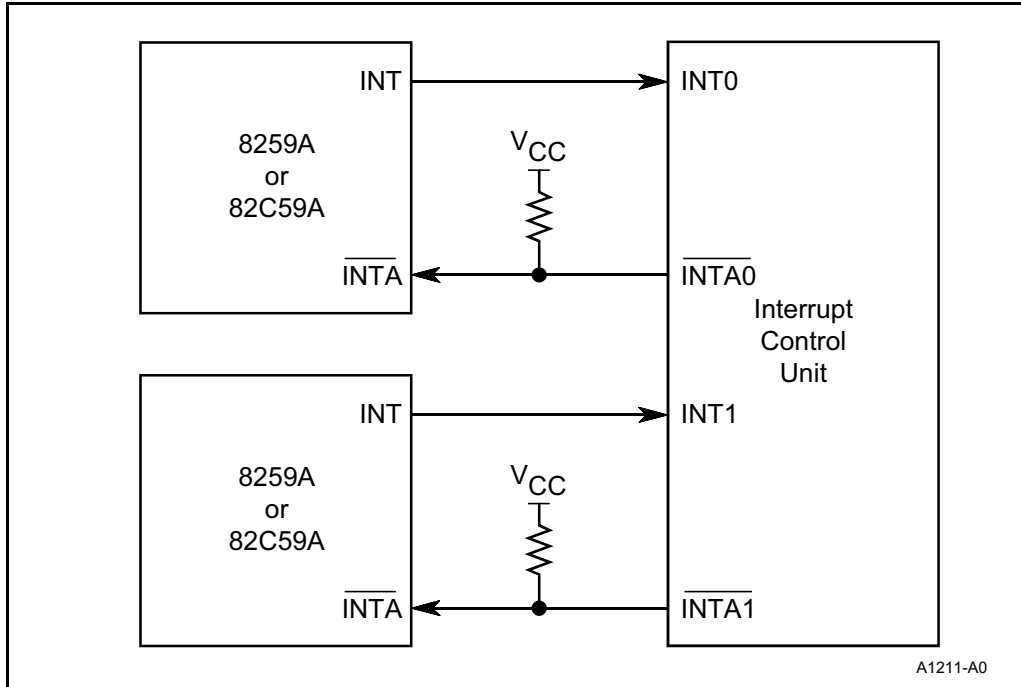 INT
INT0
8259A
or
82C59A
VCC
INTA
INTA0
Interrupt
Control
Unit
INT
INT1
8259A
or
82C59A
VCC
INTA
INTA1
A1211-A0